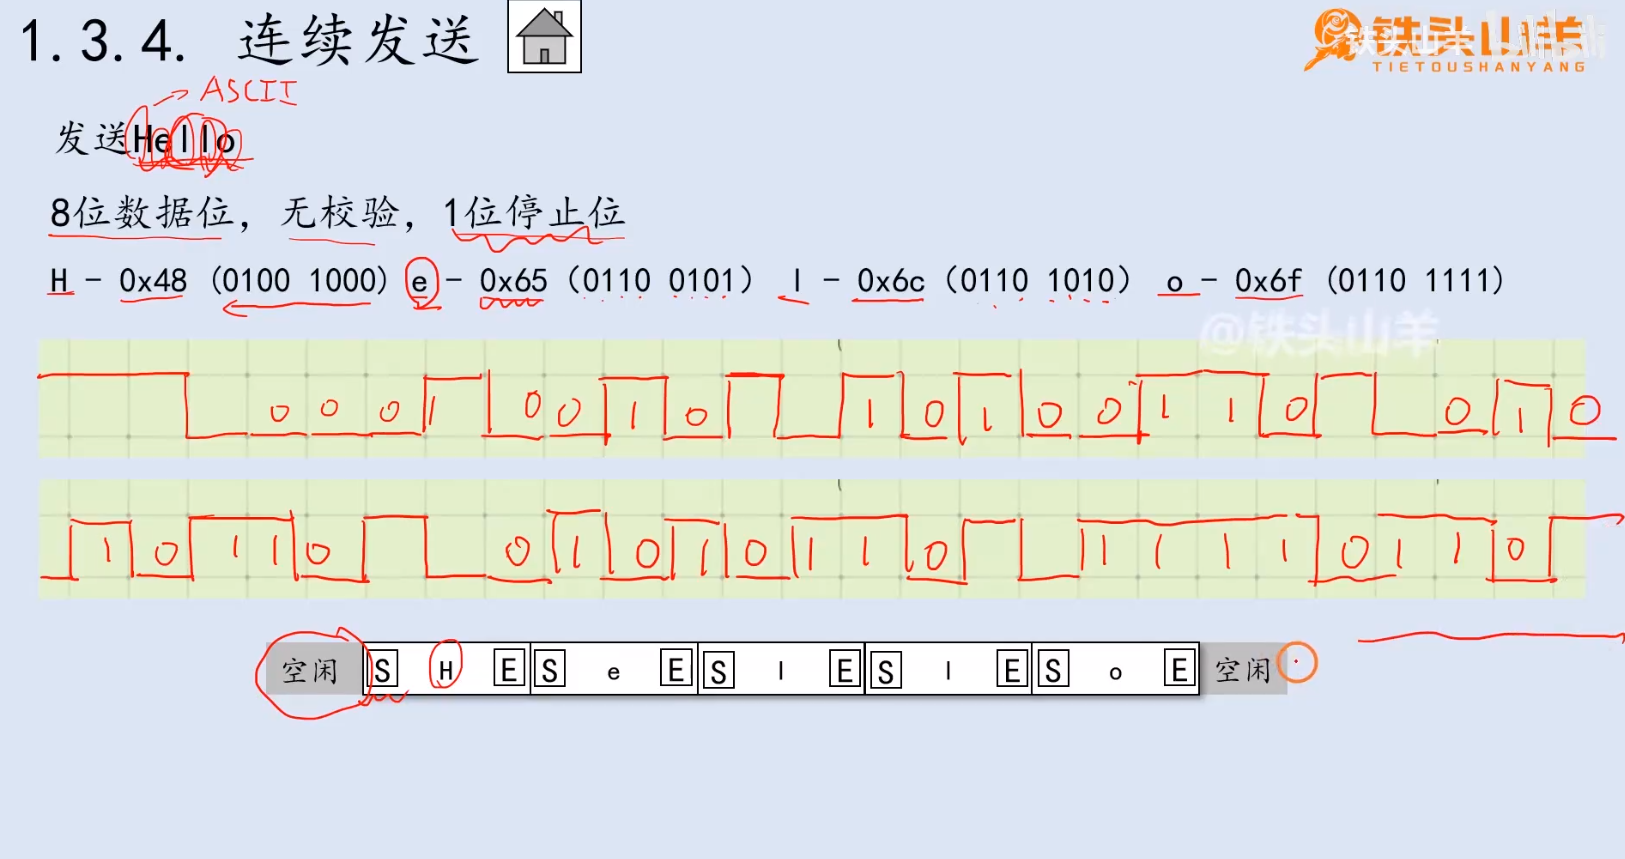 1.3.4. 连续发送
铁头山羊
TIETOUSHANYANG
ASCII
发送Hello
8位数据位，无校验，1位停止位
H - 0x48 (0100 1000) e - 0x65 (0110 0101) l - 0x6c (0110 1010) o - 0x6f (0110 1111)
@铁头山羊
0 0 0 1 0 0 1 0 1 0 1 0 0 1 1 0 0 1 0
1 0 1 1 0 0 1 0 1 0 1 1 0 1 1 1 1 0 1 1 0
空闲 S H E S e E S l E S l E S o E 空闲